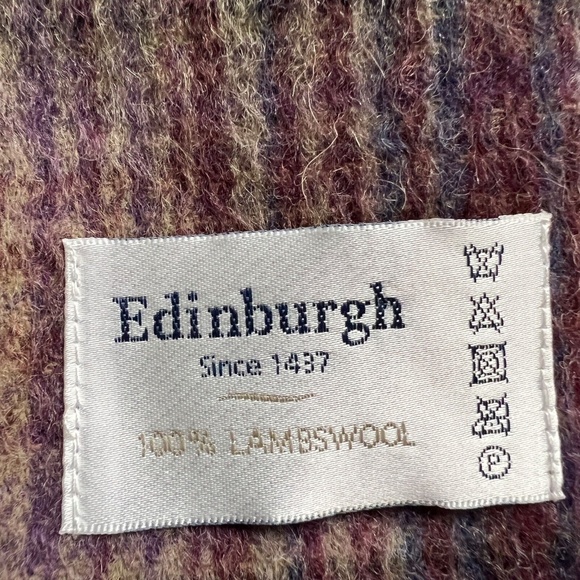 Edinburgh
Since 1437
100% LAMBSWOOL
P